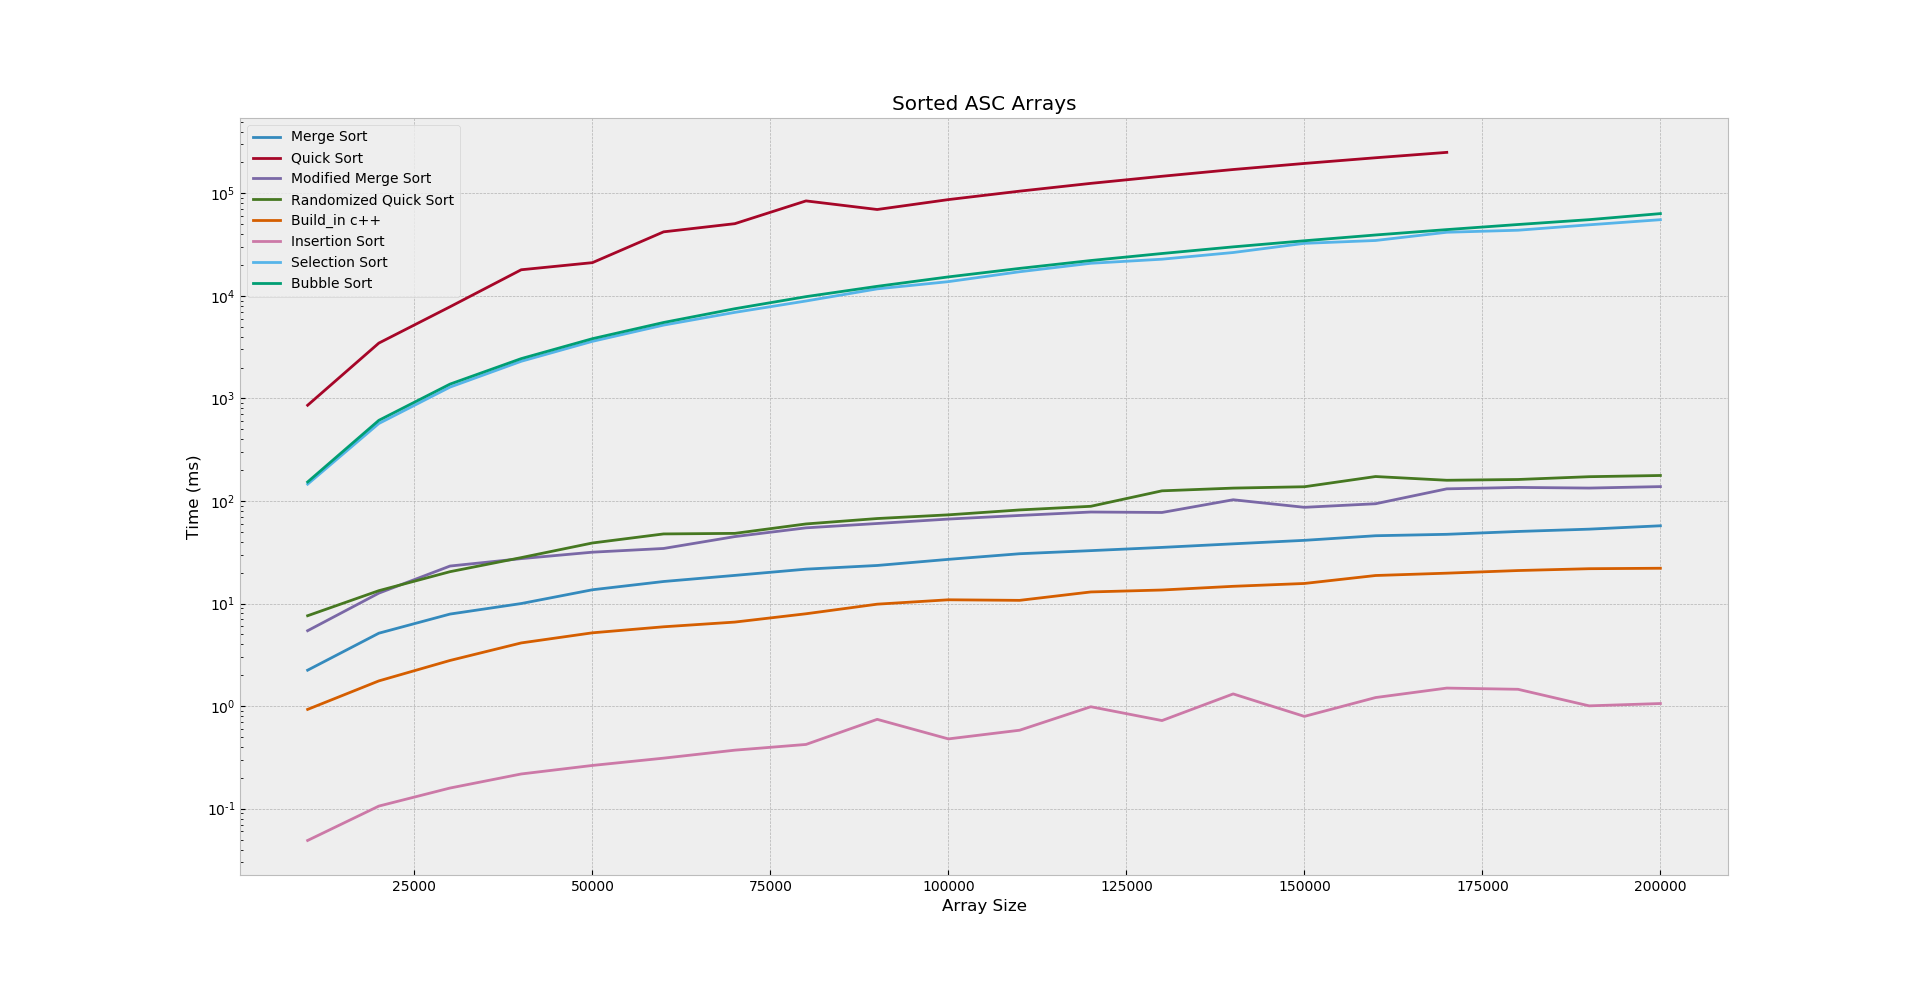 Sorted ASC Arrays
Merge Sort
Quick Sort
Modified Merge Sort
Randomized Quick Sort
Build_in c++
Insertion Sort
Selection Sort
Bubble Sort
Time (ms)
10^5
10^4
10^3
10^2
10^1
10^0
10^-1
25000 50000 75000 100000 125000 150000 175000 200000
Array Size